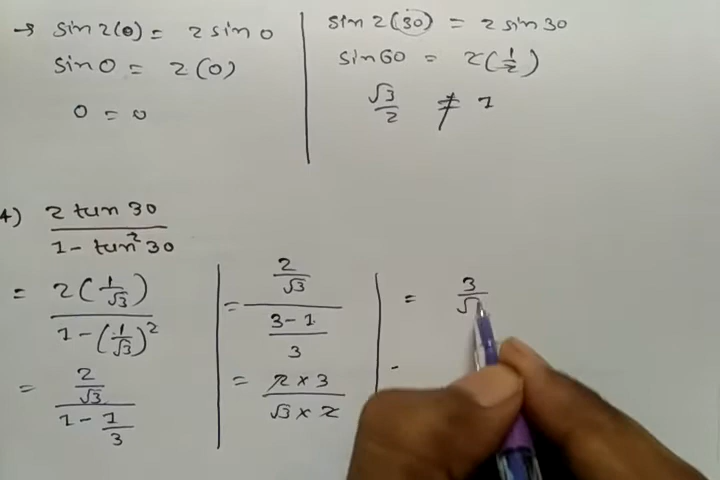 → sin 2(0) = 2 sin 0
sin 0 = 2(0)
0 = 0
sin 2(30) = 2 sin 30
sin 60 = 2(1/2)
√3/2 ≠ 1
4) 2 tan 30 / 1 - tan² 30
= 2(1/√3) / 1 - (1/√3)²
= 2/√3 / 1 - 1/3
= 2/√3 / 3-1/3
= 2 × 3 / √3 × 2
= 3/√
-